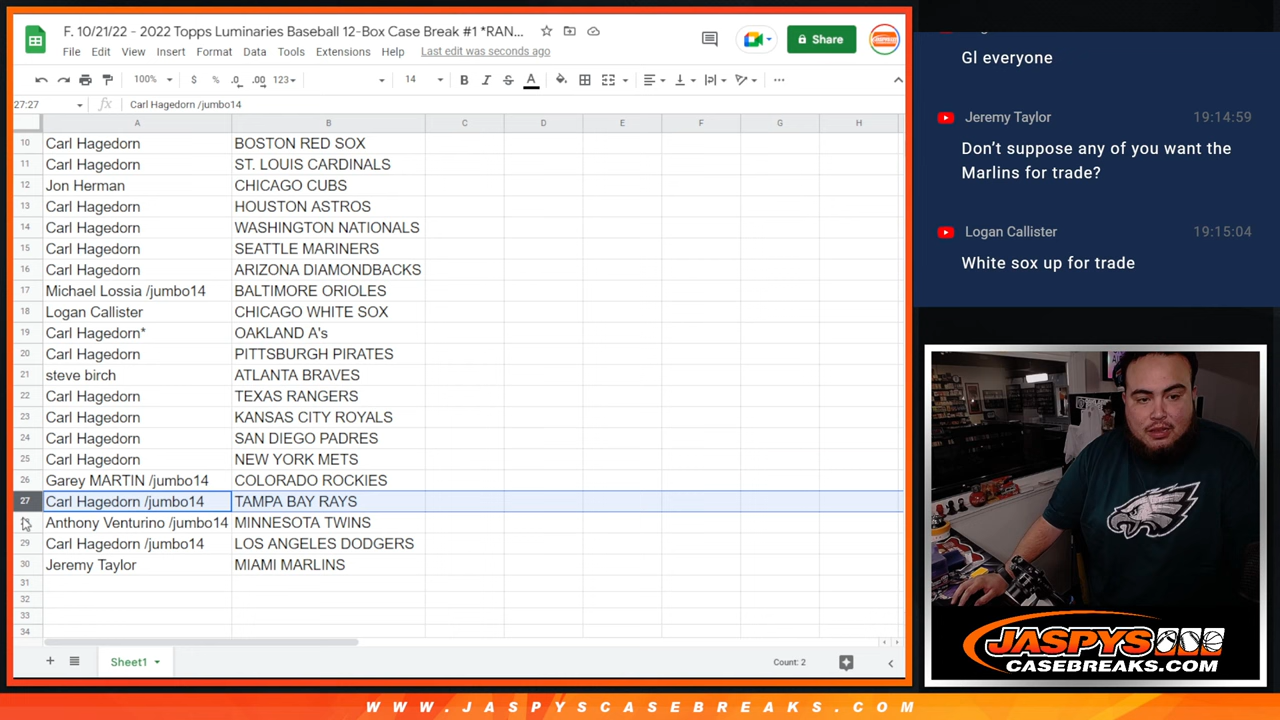 F. 10/21/22 - 2022 Topps Luminaries Baseball 12-Box Case Break #1 *RAN...
File Edit View Insert Format Data Tools Extensions Help Last edit was seconds ago
Share
100% $ % .0 .00 123 14 B I S A
27:27 fx Carl Hagedorn /jumbo14
A B C D E F G H
10 Carl Hagedorn BOSTON RED SOX
11 Carl Hagedorn ST. LOUIS CARDINALS
12 Jon Herman CHICAGO CUBS
13 Carl Hagedorn HOUSTON ASTROS
14 Carl Hagedorn WASHINGTON NATIONALS
15 Carl Hagedorn SEATTLE MARINERS
16 Carl Hagedorn ARIZONA DIAMONDBACKS
17 Michael Lossia /jumbo14 BALTIMORE ORIOLES
18 Logan Callister CHICAGO WHITE SOX
19 Carl Hagedorn* OAKLAND A's
20 Carl Hagedorn PITTSBURGH PIRATES
21 steve birch ATLANTA BRAVES
22 Carl Hagedorn TEXAS RANGERS
23 Carl Hagedorn KANSAS CITY ROYALS
24 Carl Hagedorn SAN DIEGO PADRES
25 Carl Hagedorn NEW YORK METS
26 Garey MARTIN /jumbo14 COLORADO ROCKIES
27 Carl Hagedorn /jumbo14 TAMPA BAY RAYS
Anthony Venturino /jumbo14 MINNESOTA TWINS
29 Carl Hagedorn /jumbo14 LOS ANGELES DODGERS
30 Jeremy Taylor MIAMI MARLINS
31
32
33
34
Sheet1 Count: 2
Gl everyone
Jeremy Taylor 19:14:59
Don't suppose any of you want the
Marlins for trade?
Logan Callister 19:15:04
White sox up for trade
JASPYS
CASEBREAKS.COM
WWW.JASPYSCASEBREAKS.COM